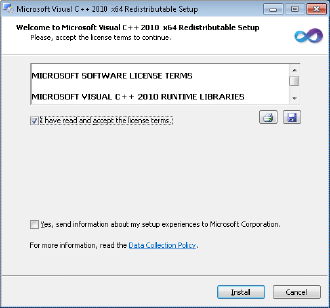 Microsoft Visual C++ 2010 x64 Redistributable Setup
Welcome to Microsoft Visual C++ 2010 x64 Redistributable Setup
Please, accept the license terms to continue.
MICROSOFT SOFTWARE LICENSE TERMS
MICROSOFT VISUAL C++ 2010 RUNTIME LIBRARIES
I have read and accept the license terms.
Yes, send information about my setup experiences to Microsoft Corporation.
For more information, read the Data Collection Policy.
Install Cancel